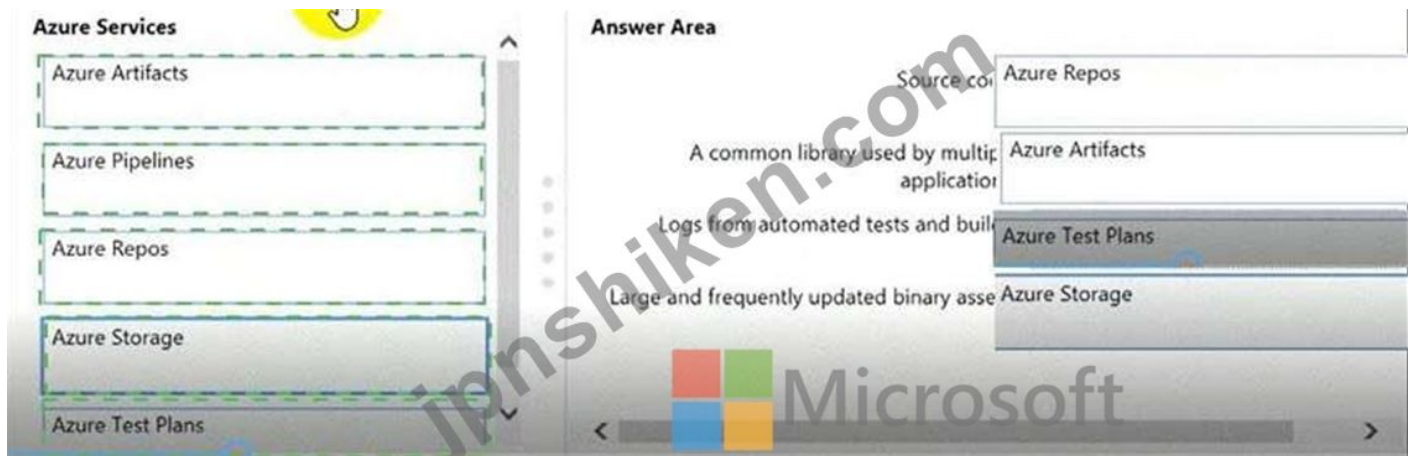 Azure Services
Azure Artifacts
Azure Pipelines
Azure Repos
Azure Storage
Azure Test Plans
Answer Area
Source co
Azure Repos
A common library used by multip
application
Azure Artifacts
Logs from automated tests and build
Azure Test Plans
Large and frequently updated binary asse
Azure Storage
jpnshiken.com
Microsoft